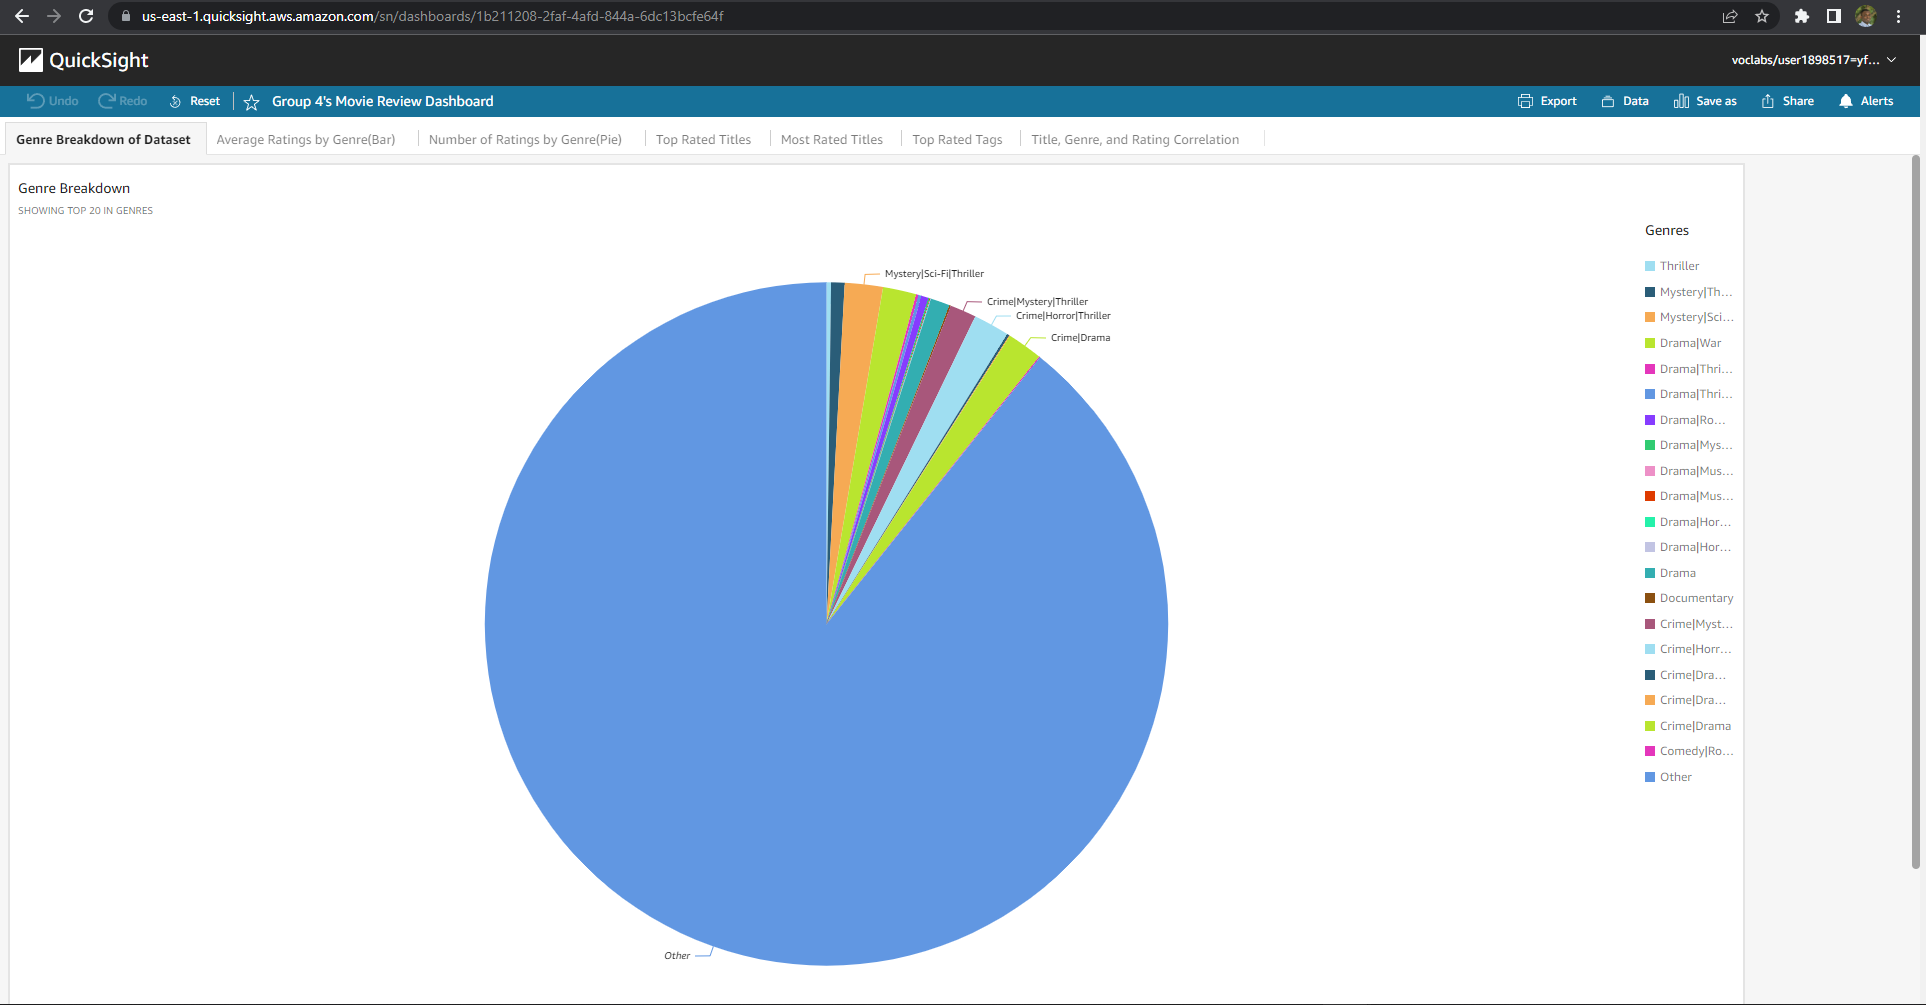 us-east-1.quicksight.aws.amazon.com/sn/dashboards/1b211208-2faf-4afd-844a-6dc13bcfe64f
QuickSight
voclabs/user1898517=yf...
Undo Redo Reset Group 4's Movie Review Dashboard Export Data Save as Share Alerts
Genre Breakdown of Dataset Average Ratings by Genre(Bar) Number of Ratings by Genre(Pie) Top Rated Titles Most Rated Titles Top Rated Tags Title, Genre, and Rating Correlation
Genre Breakdown
SHOWING TOP 20 IN GENRES
Mystery|Sci-Fi|Thriller
Crime|Mystery|Thriller
Crime|Horror|Thriller
Crime|Drama
Other
Genres
Thriller
Mystery|Th...
Mystery|Sci...
Drama|War
Drama|Thri...
Drama|Thri...
Drama|Ro...
Drama|Mys...
Drama|Mus...
Drama|Mus...
Drama|Hor...
Drama|Hor...
Drama
Documentary
Crime|Myst...
Crime|Horr...
Crime|Dra...
Crime|Dra...
Crime|Drama
Comedy|Ro...
Other